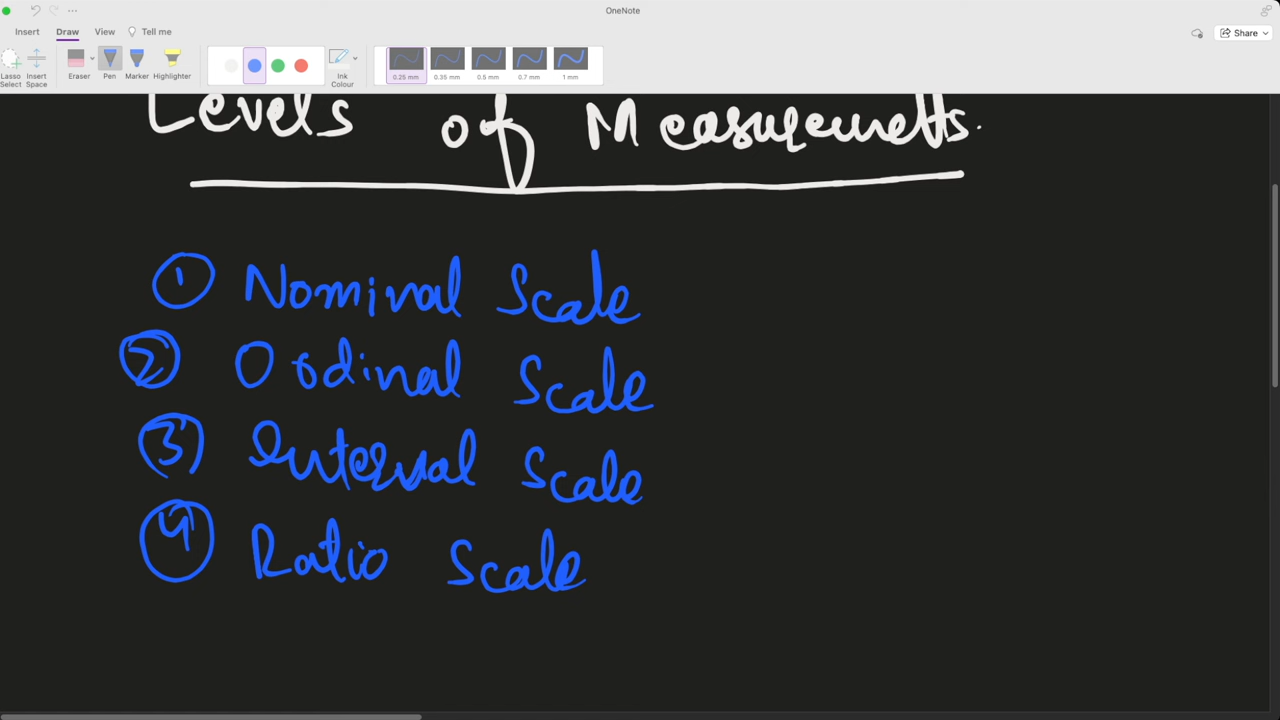 OneNote
Insert Draw View Tell me
Share
Lasso Select
Insert Space
Eraser
Pen
Marker
Highlighter
Ink Colour
0.25 mm 0.35 mm 0.5 mm 0.7 mm 1 mm
Levels of Measurements.
① Nominal Scale
② Ordinal Scale
③ Interval Scale
④ Ratio Scale